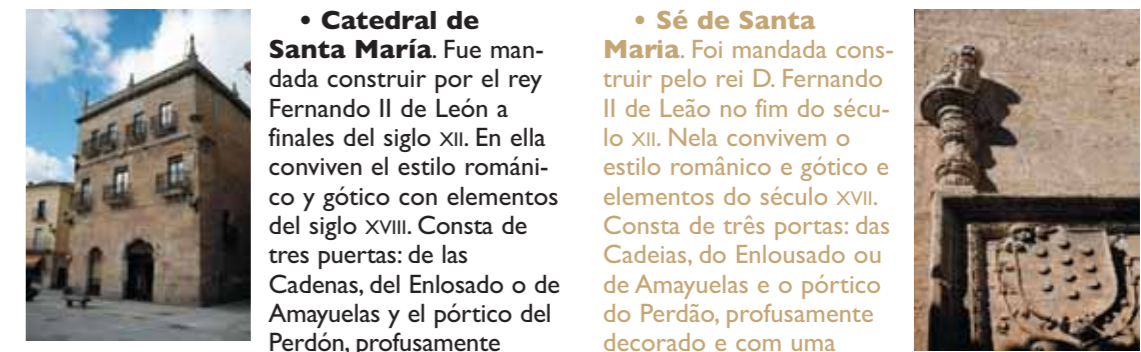 • Catedral de
Santa María. Fue man-
dada construir por el rey
Fernando II de León a
finales del siglo XII. En ella
conviven el estilo románi-
co y gótico con elementos
del siglo XVIII. Consta de
tres puertas: de las
Cadenas, del Enlosado o de
Amayuelas y el pórtico del
Perdón, profusamente
• Sé de Santa
Maria. Foi mandada cons-
truir pelo rei D. Fernando
II de Leão no fim do sécu-
lo XII. Nela convivem o
estilo românico e gótico e
elementos do século XVII.
Consta de três portas: das
Cadeias, do Enlousado ou
de Amayuelas e o pórtico
do Perdão, profusamente
decorado e com uma